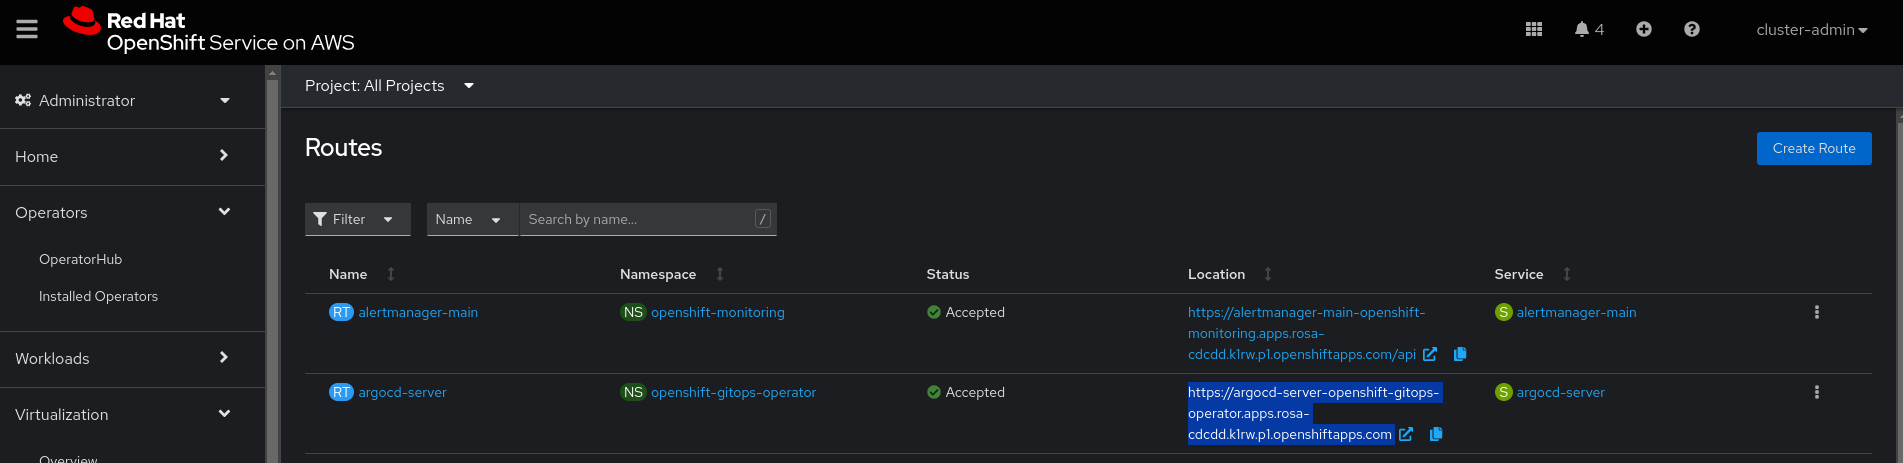 Red Hat
OpenShift Service on AWS
4
cluster-admin
Administrator
Home
Operators
OperatorHub
Installed Operators
Workloads
Virtualization
Overview
Project: All Projects
Routes
Create Route
Filter
Name
Search by name...
/
Name Namespace Status Location Service
RT alertmanager-main NS openshift-monitoring Accepted https://alertmanager-main-openshift-
monitoring.apps.rosa-
cdcdd.k1rw.p1.openshiftapps.com/api
S alertmanager-main
RT argocd-server NS openshift-gitops-operator Accepted https://argocd-server-openshift-gitops-
operator.apps.rosa-
cdcdd.k1rw.p1.openshiftapps.com
S argocd-server